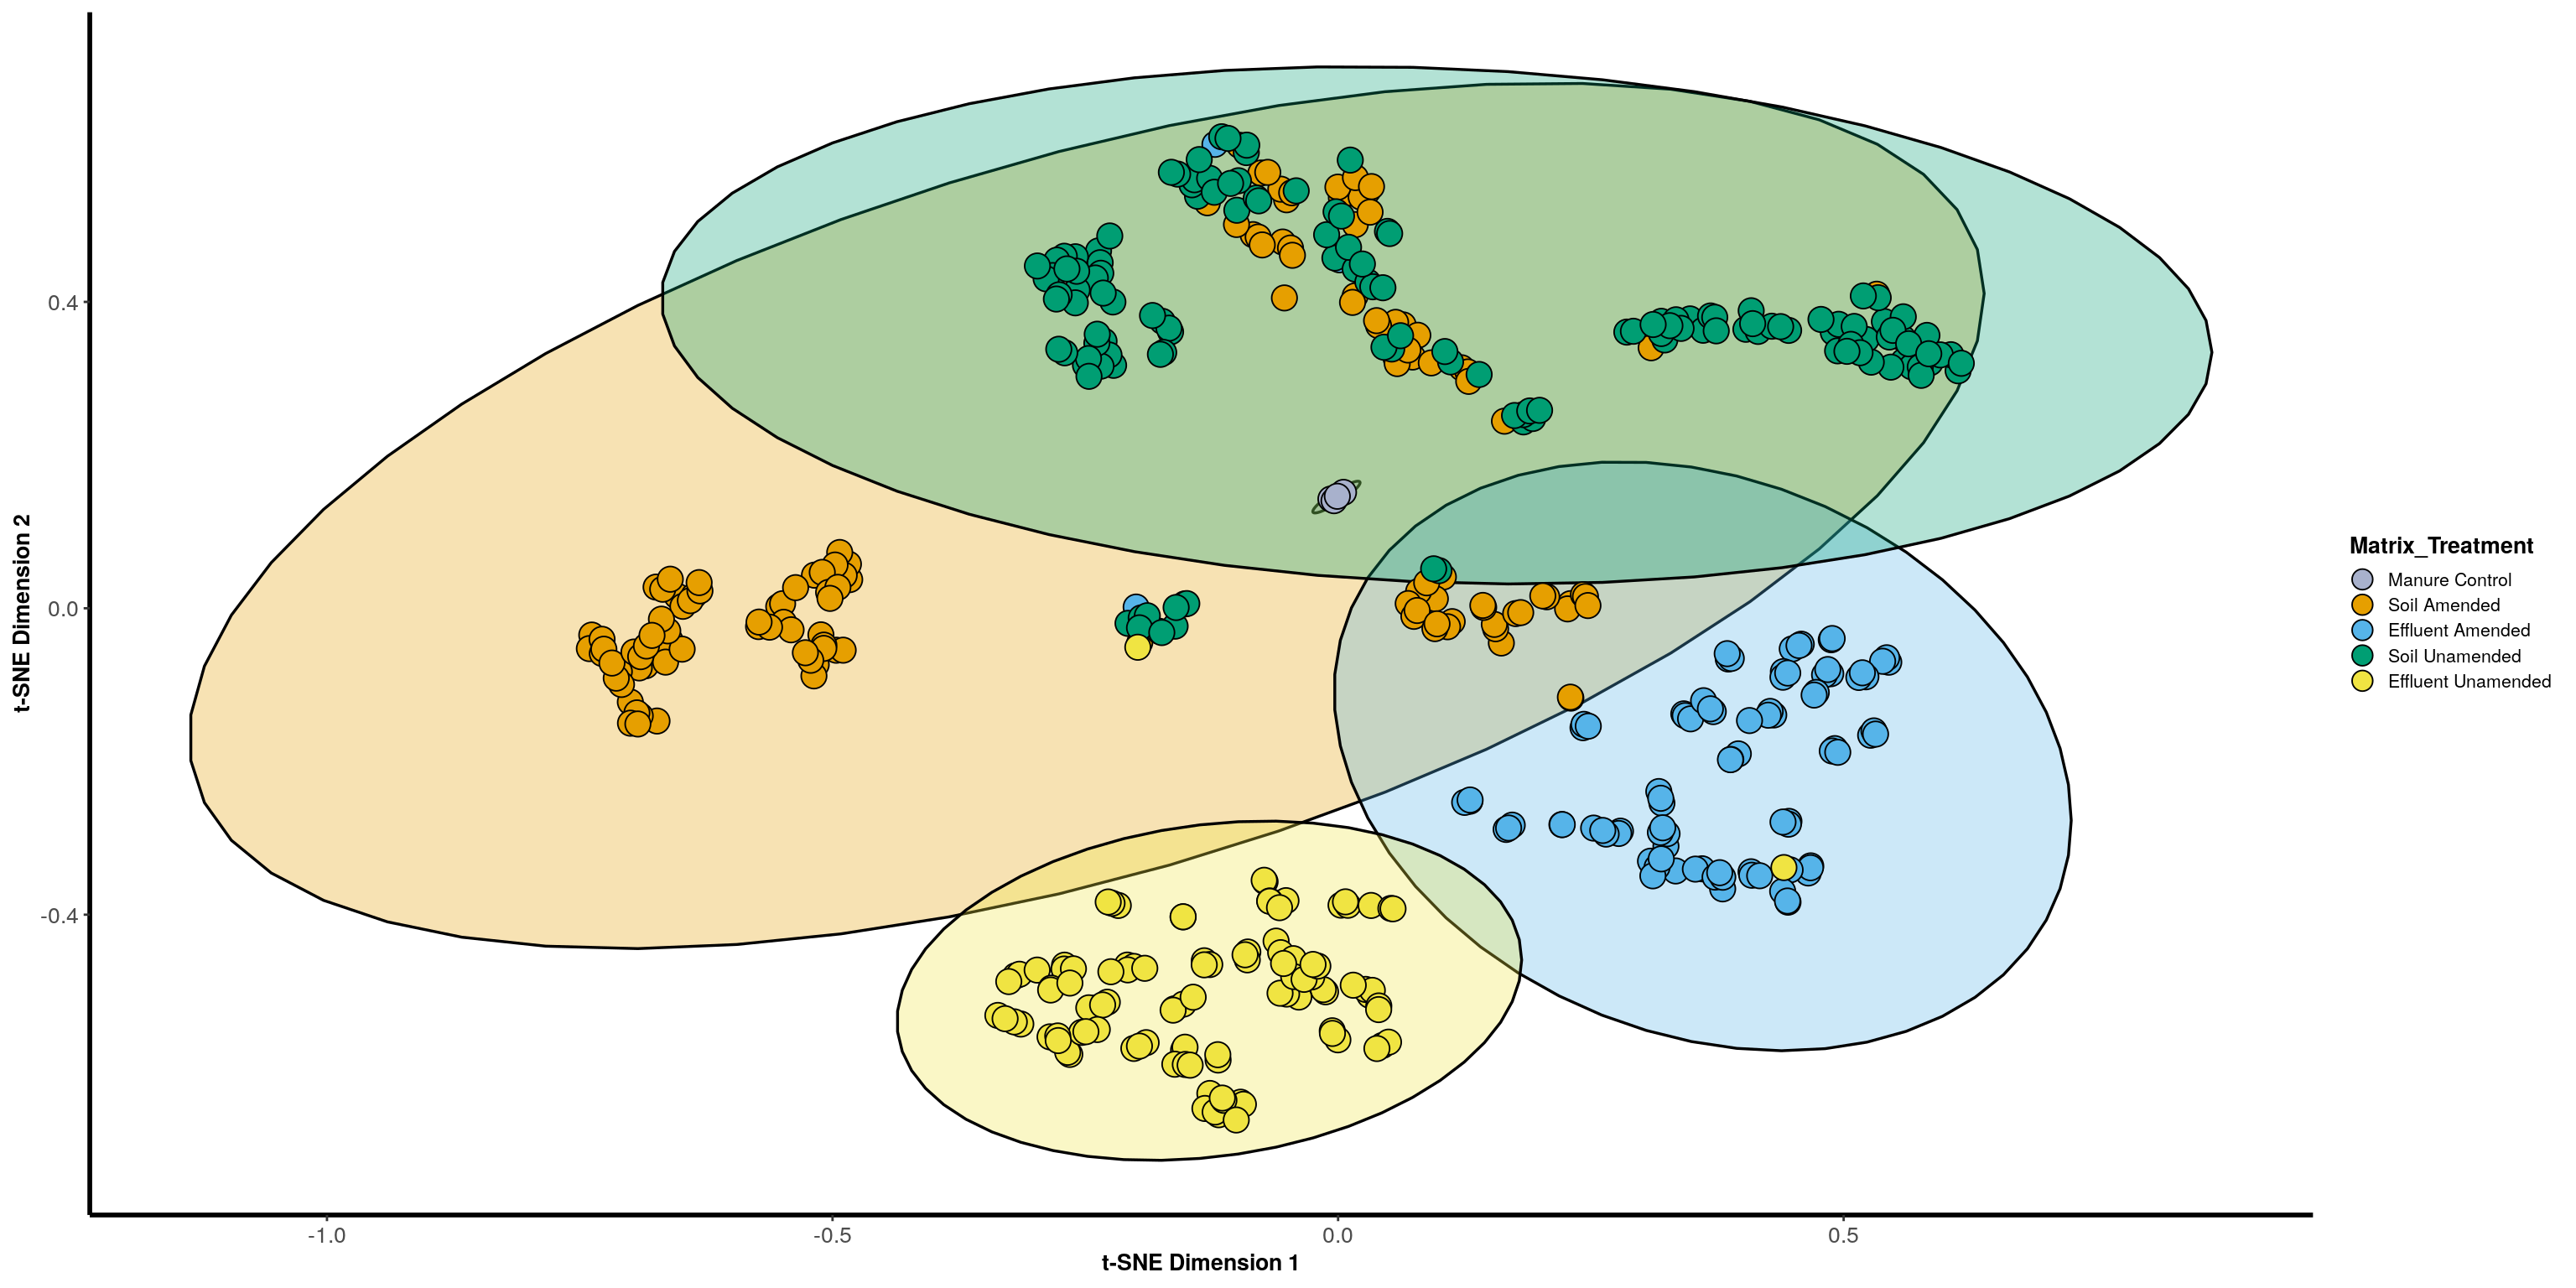 t-SNE Dimension 2
0.4
0.0
-0.4
-1.0
-0.5
0.0
0.5
t-SNE Dimension 1
Matrix_Treatment
Manure Control
Soil Amended
Effluent Amended
Soil Unamended
Effluent Unamended